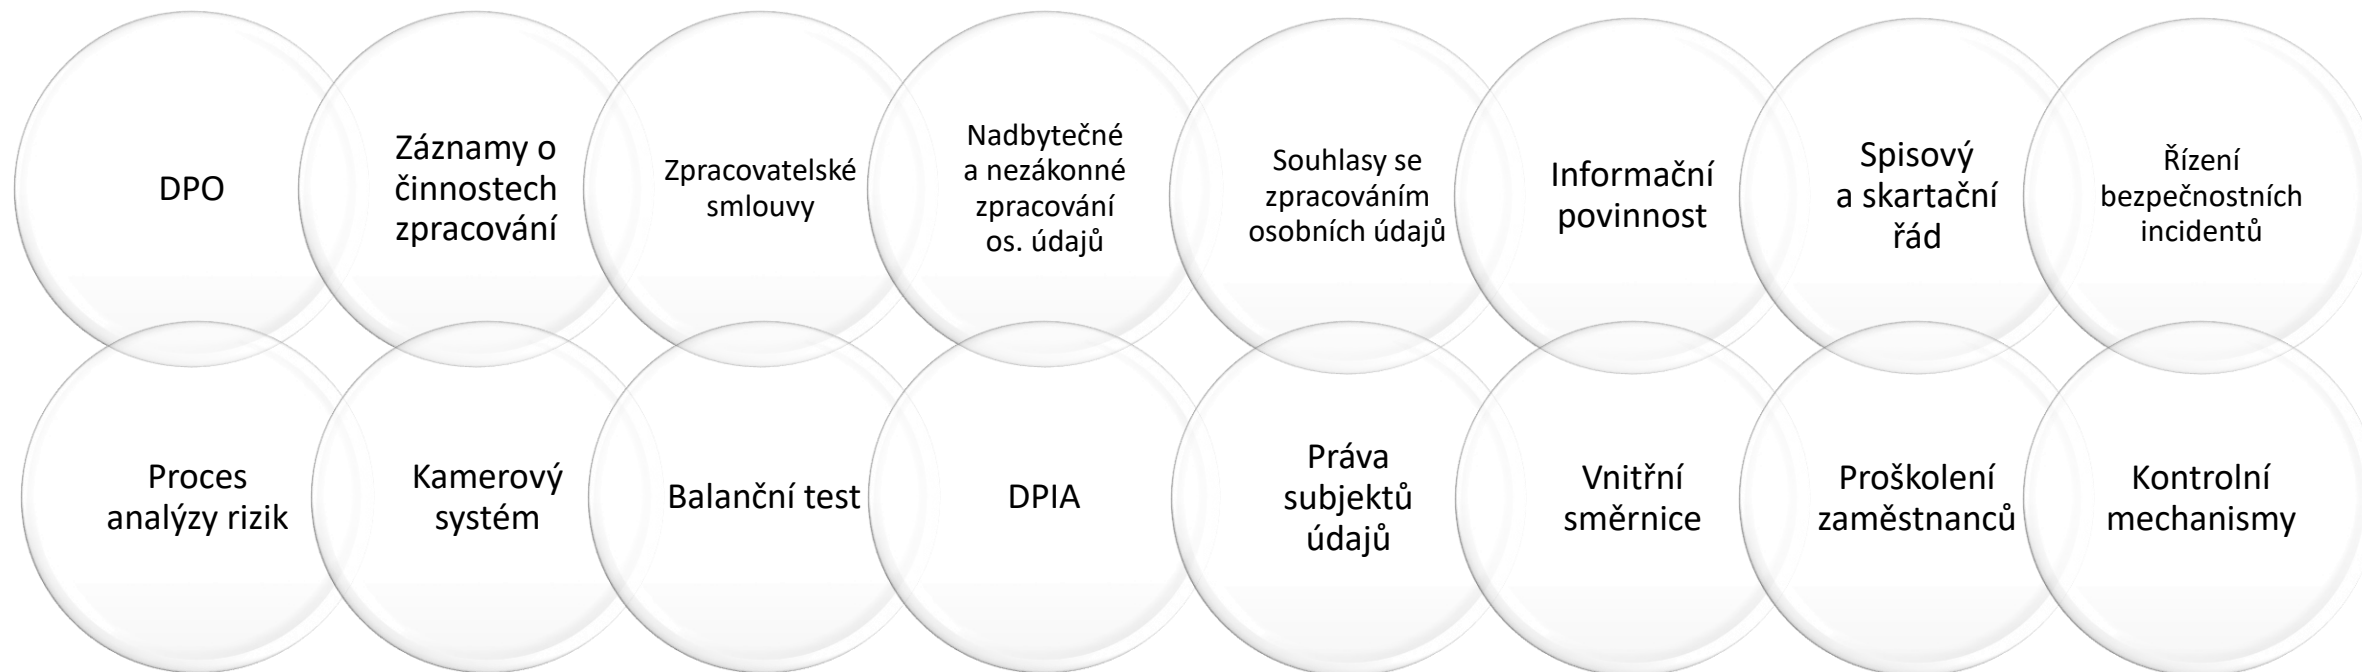 DPO
Záznamy o
činnostech
zpracování
Zpracovatelské
smlouvy
Nadbytečné
a nezákonné
zpracování
os. údajů
Souhlasy se
zpracováním
osobních údajů
Informační
povinnost
Spisový
a skartační
řád
Řízení
bezpečnostních
incidentů
Proces
analýzy rizik
Kamerový
systém
Balanční test
DPIA
Práva
subjektů
údajů
Vnitřní
směrnice
Proškolení
zaměstnanců
Kontrolní
mechanismy